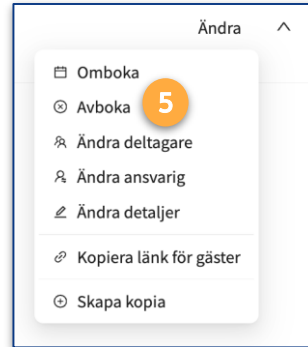 Ändra
Omboka
Avboka
5
Ändra deltagare
Ändra ansvarig
Ändra detaljer
Kopiera länk för gäster
Skapa kopia